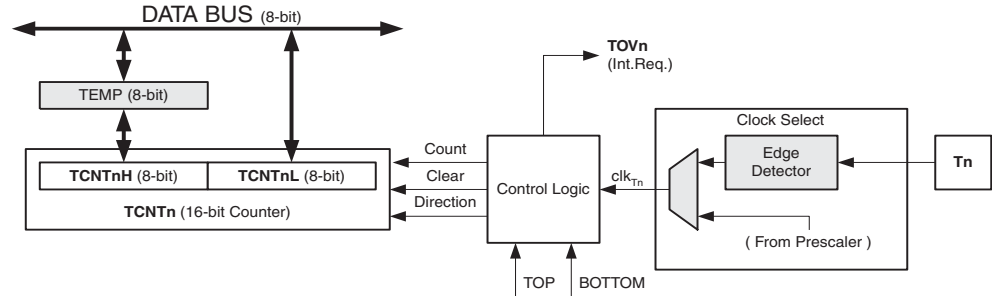 DATA BUS (8-bit)
TOVn
(Int.Req.)
TEMP (8-bit)
Clock Select
Count
Edge
Detector
Tn
TCNTnH (8-bit) TCNTnL (8-bit)
Clear
Control Logic
clkTn
TCNTn (16-bit Counter)
Direction
( From Prescaler )
TOP
BOTTOM